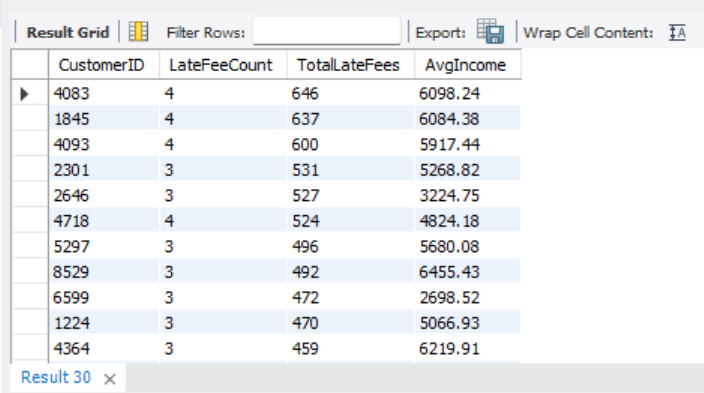 Result Grid Filter Rows: Export: Wrap Cell Content: IA
CustomerID LateFeeCount TotalLateFees AvgIncome
4083 4 646 6098.24
1845 4 637 6084.38
4093 4 600 5917.44
2301 3 531 5268.82
2646 3 527 3224.75
4718 4 524 4824.18
5297 3 496 5680.08
8529 3 492 6455.43
6599 3 472 2698.52
1224 3 470 5066.93
4364 3 459 6219.91
Result 30